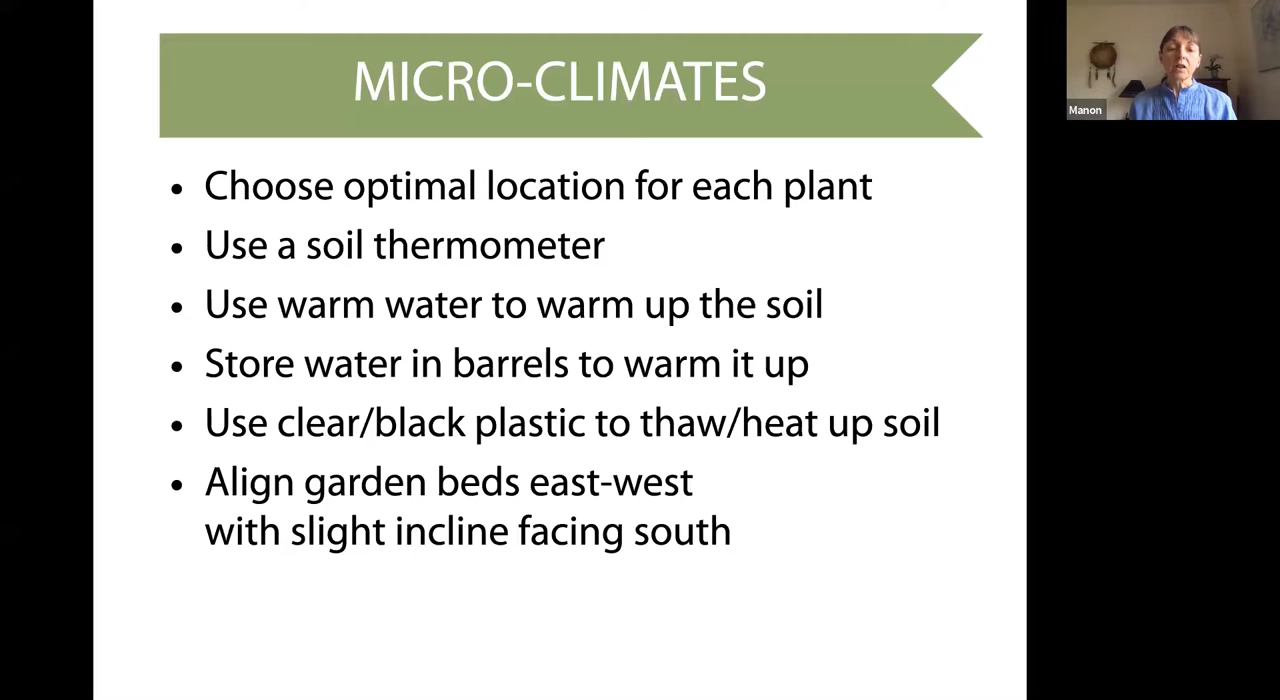 MICRO-CLIMATES
• Choose optimal location for each plant
• Use a soil thermometer
• Use warm water to warm up the soil
• Store water in barrels to warm it up
• Use clear/black plastic to thaw/heat up soil
• Align garden beds east-west
with slight incline facing south
Manon